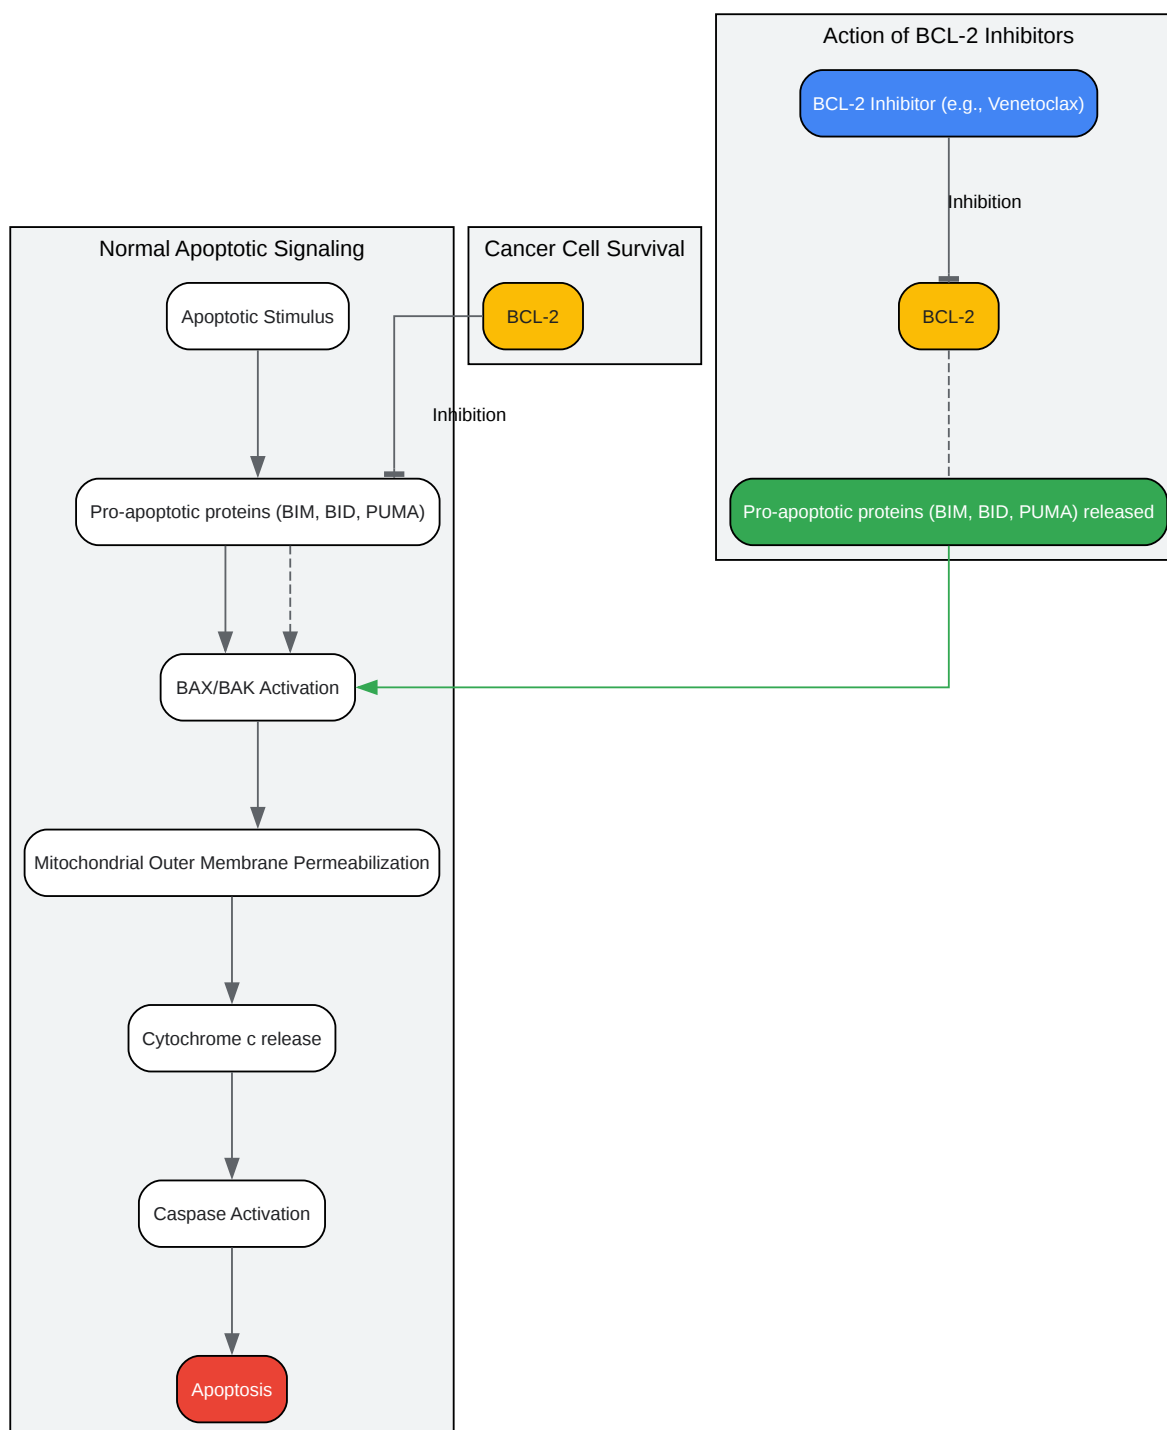 Action of BCL-2 Inhibitors
BCL-2 Inhibitor (e.g., Venetoclax)
Inhibition
BCL-2
Pro-apoptotic proteins (BIM, BID, PUMA) released
Normal Apoptotic Signaling
Apoptotic Stimulus
Pro-apoptotic proteins (BIM, BID, PUMA)
BAX/BAK Activation
Mitochondrial Outer Membrane Permeabilization
Cytochrome c release
Caspase Activation
Apoptosis
Cancer Cell Survival
BCL-2
Inhibition